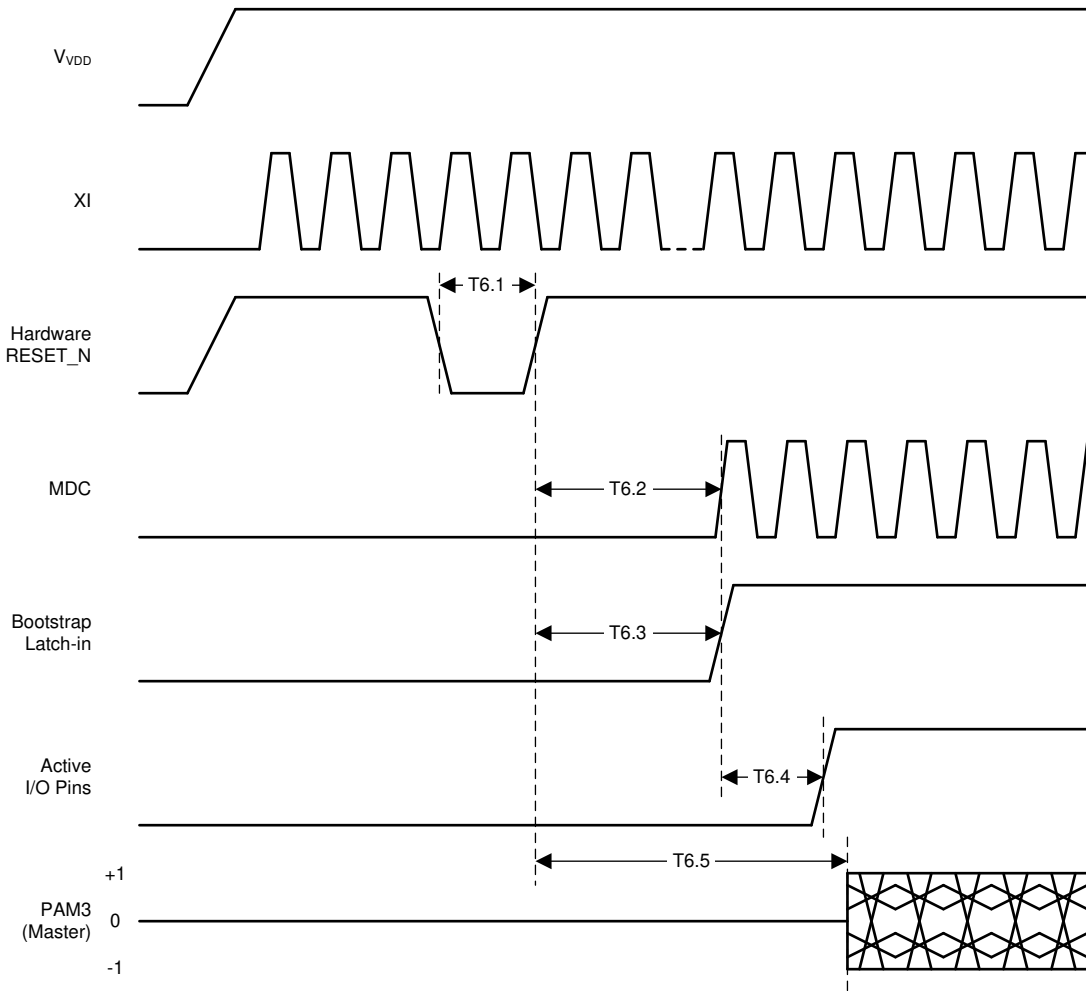 VVDD
XI
T6.1
Hardware
RESET_N
T6.2
MDC
Bootstrap
Latch-in
T6.3
Active
I/O Pins
T6.4
T6.5
+1
PAM3
(Master)
0
-1